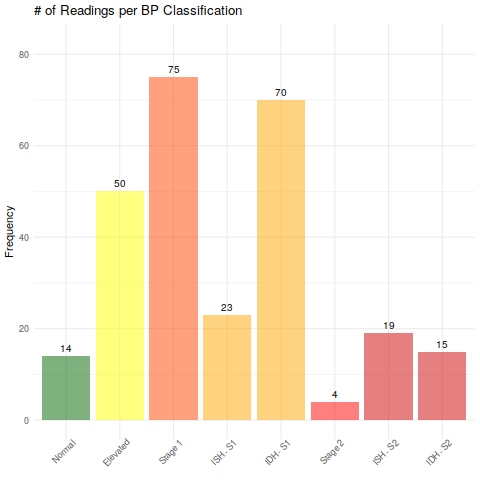 # of Readings per BP Classification
Frequency
80
60
40
20
0
14
50
75
23
70
4
19
15
Normal
Elevated
Stage 1
ISH - S1
IDH - S1
Stage 2
ISH - S2
IDH - S2